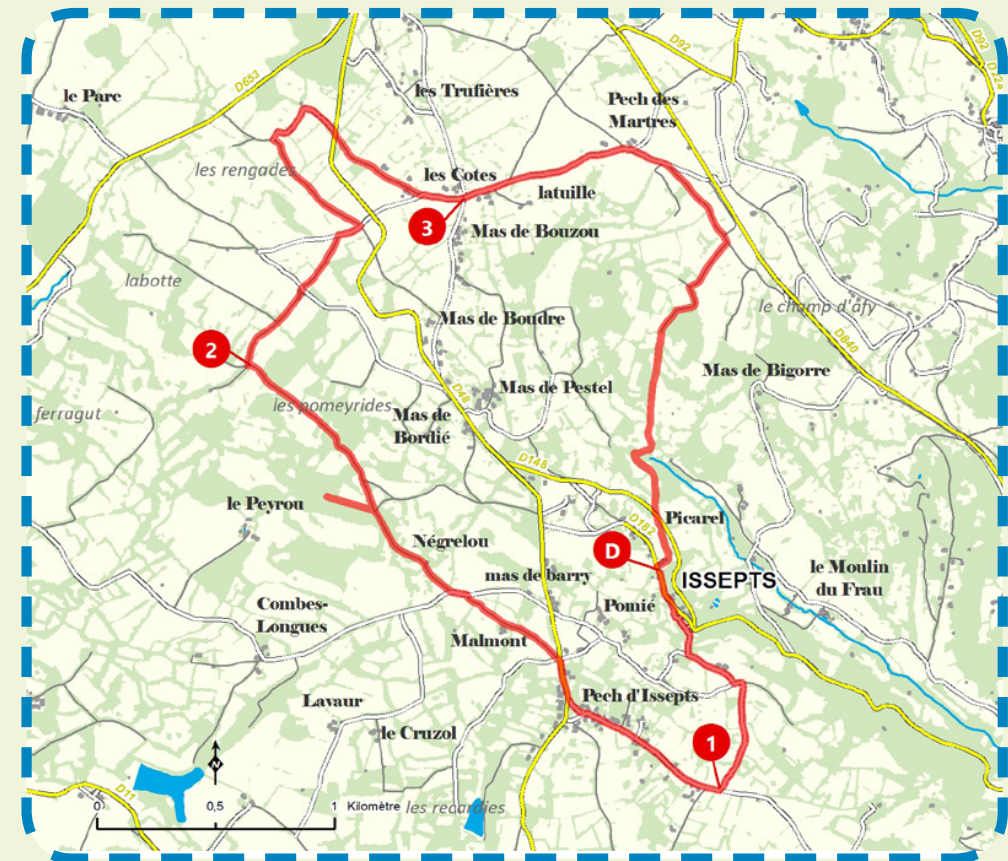 D92
D92
D653
les Trufières
le Parc
Pech des
Martres
les rengades
les Cotes
latuille
3
Mas de Bouzou
labotte
le champ d'afy
Mas de Boudre
D840
2
Mas de Bigorre
Mas de Pestel
D48
les pomeyrides
ferragut
Mas de
Bordié
D148
le Peyrou
D182
Picarel
Négrelou
D
ISSEPTS
le Moulin
du Frau
mas de barry
Pomié
Combes-
Longues
Malmont
Pech d'Issepts
Lavaur
le Cruzol
1
N
D11
0
0,5
1 Kilomètre
les recardies